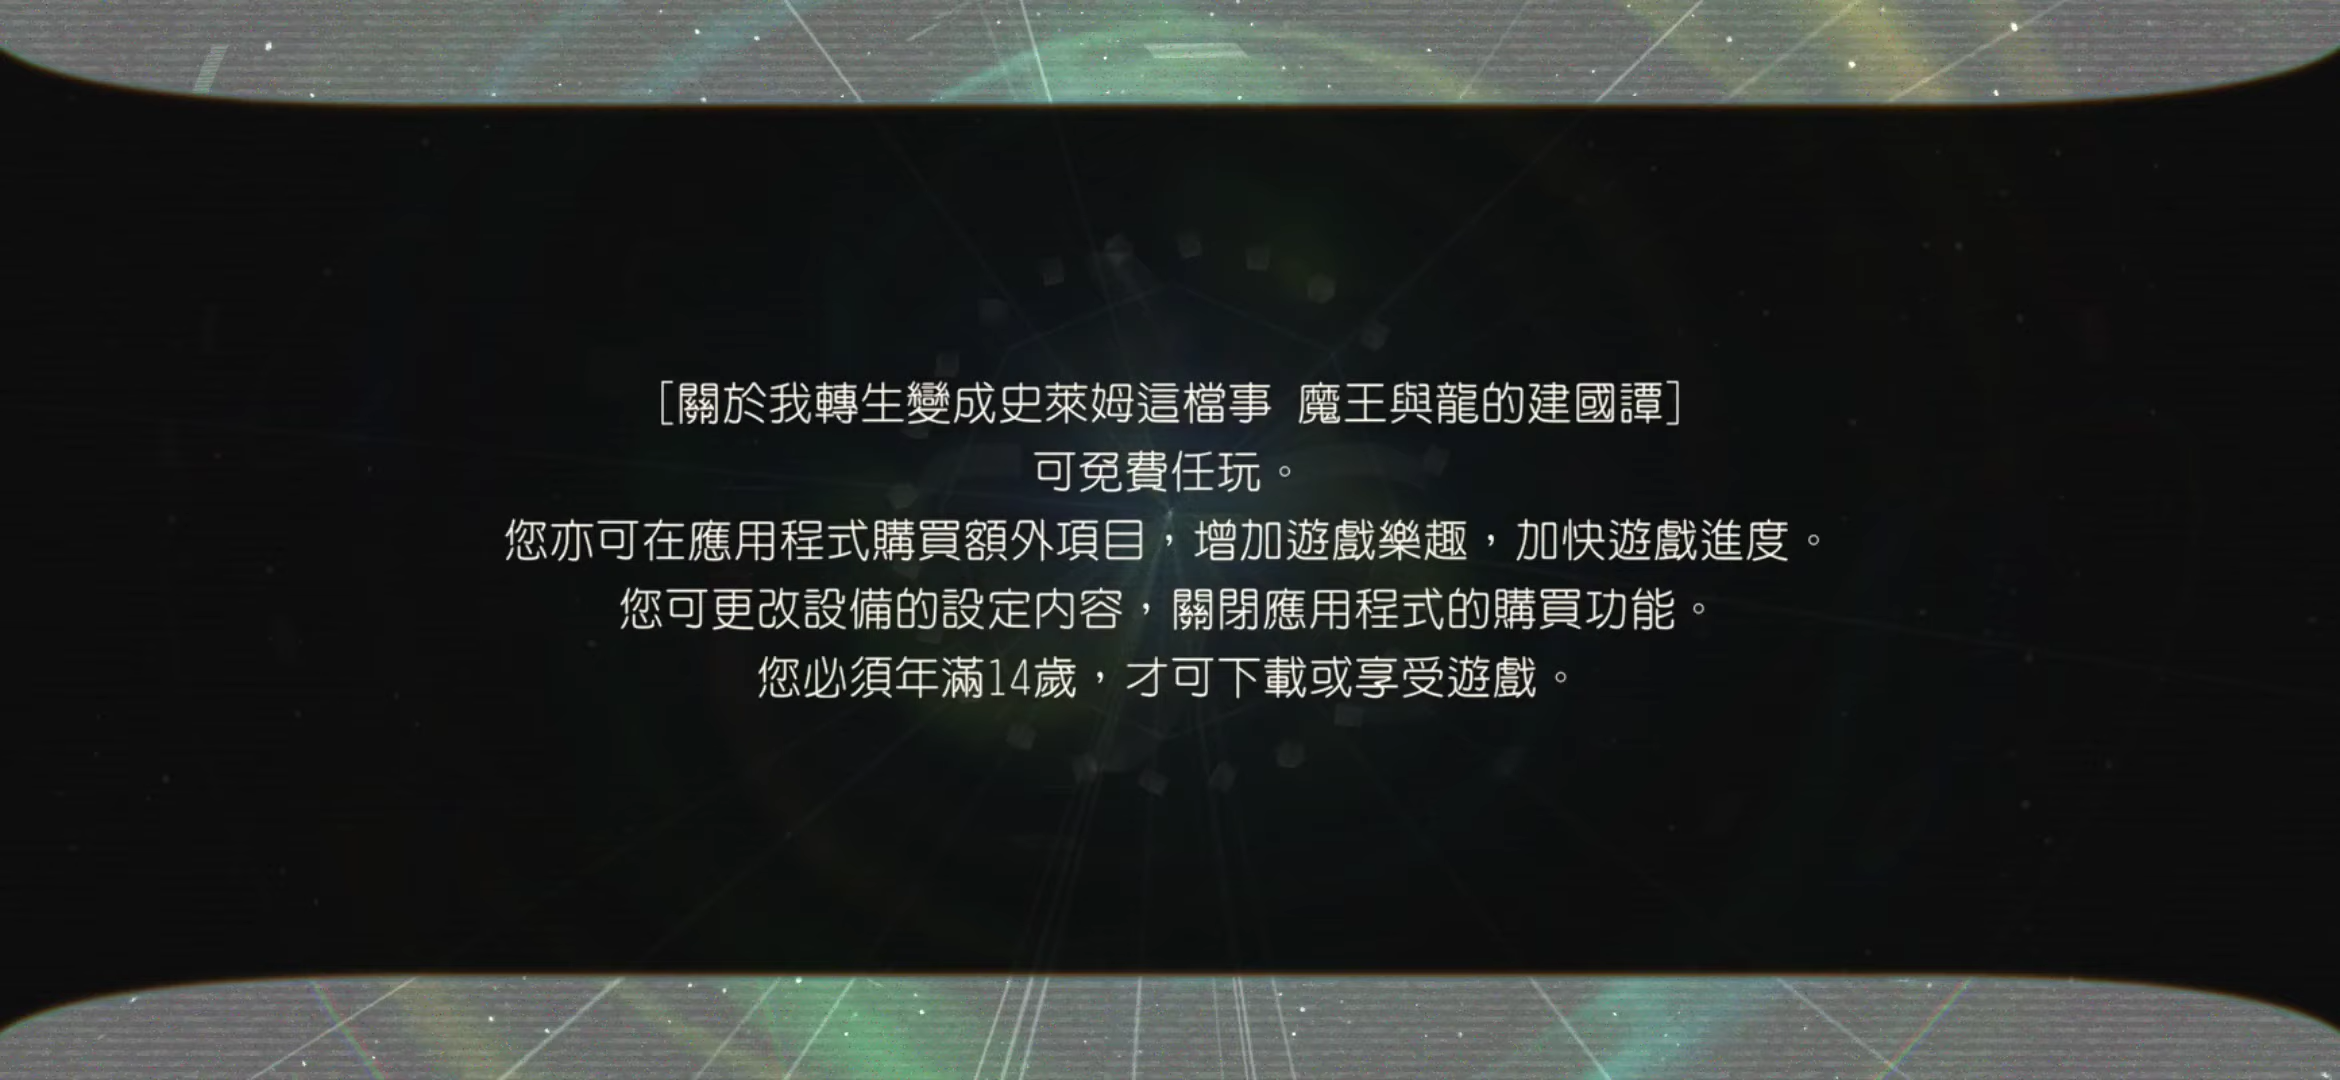 [關於我轉生變成史萊姆這檔事 魔王與龍的建國譚]
可免費任玩。
您亦可在應用程式購買額外項目，增加遊戲樂趣，加快遊戲進度。
您可更改設備的設定內容，關閉應用程式的購買功能。
您必須年滿14歲，才可下載或享受遊戲。